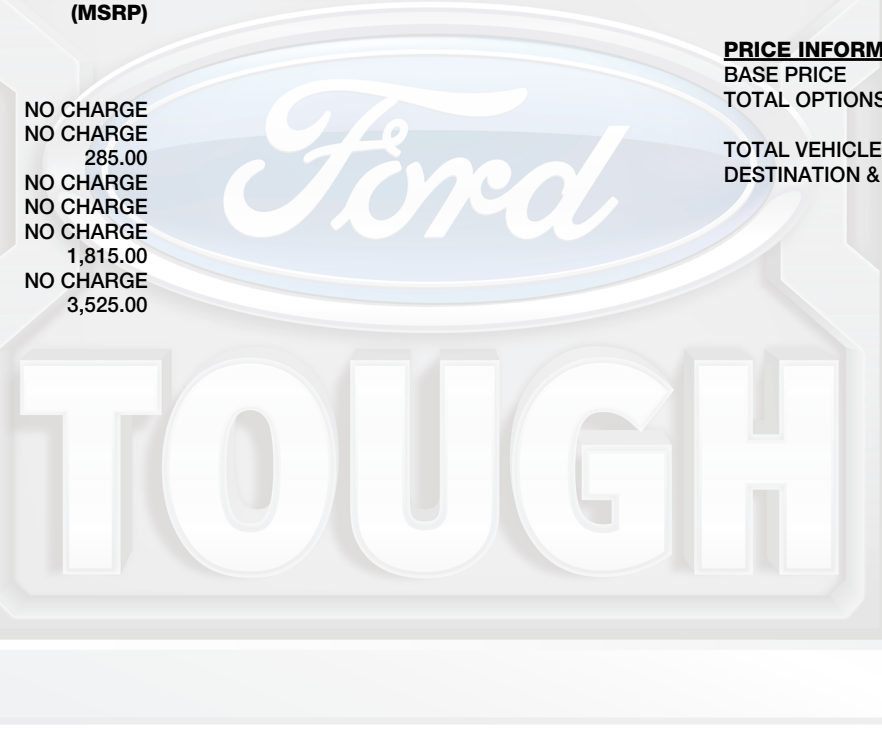 (MSRP)
NO CHARGE
NO CHARGE
285.00
NO CHARGE
NO CHARGE
NO CHARGE
1,815.00
NO CHARGE
3,525.00
PRICE INFORM
BASE PRICE
TOTAL OPTIONS
TOTAL VEHICLE
DESTINATION &
Ford
TOUGH